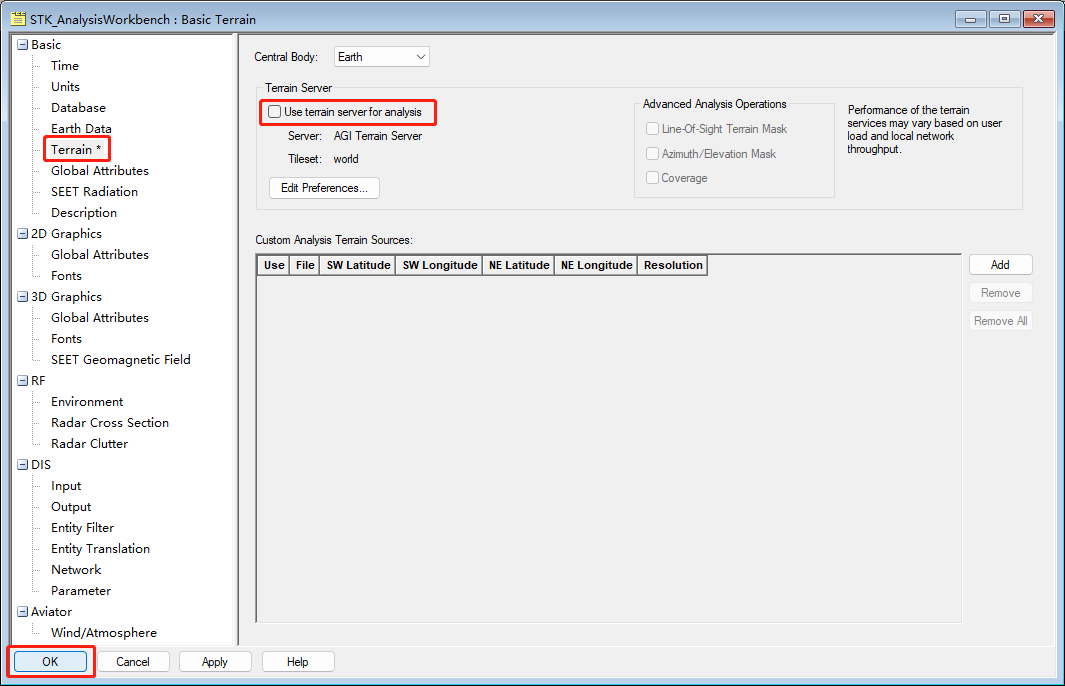 STK_AnalysisWorkbench : Basic Terrain
Basic
Time
Units
Database
Earth Data
Terrain *
Global Attributes
SEET Radiation
Description
2D Graphics
Global Attributes
Fonts
3D Graphics
Global Attributes
Fonts
SEET Geomagnetic Field
RF
Environment
Radar Cross Section
Radar Clutter
DIS
Input
Output
Entity Filter
Entity Translation
Network
Parameter
Aviator
Wind/Atmosphere
Central Body: Earth
Terrain Server
Use terrain server for analysis
Server: AGI Terrain Server
Tileset: world
Edit Preferences...
Advanced Analysis Operations
Line-Of-Sight Terrain Mask
Azimuth/Elevation Mask
Coverage
Performance of the terrain
services may vary based on user
load and local network
throughput.
Custom Analysis Terrain Sources:
Use File SW Latitude SW Longitude NE Latitude NE Longitude Resolution
Add
Remove
Remove All
OK Cancel Apply Help